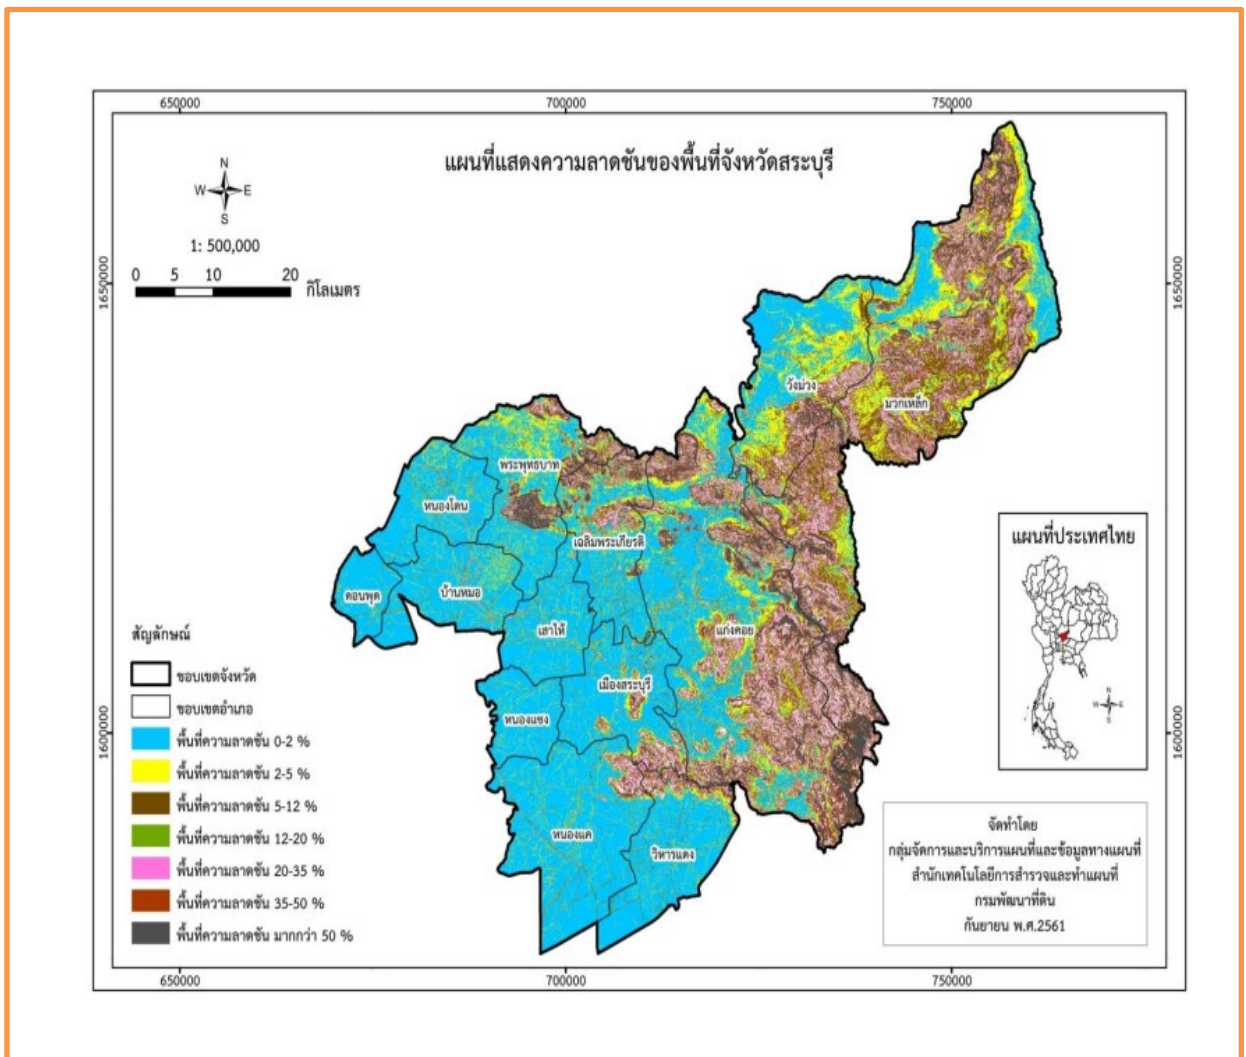 650000
700000
750000
แผนที่แสดงความลาดชันของพื้นที่จังหวัดสระบุรี
N
W
E
S
1: 500,000
0 5 10 20
กิโลเมตร
1650000
1650000
วังม่วง
มวกเหล็ก
พระพุทธบาท
หนองโดน
เฉลิมพระเกียรติ
ดอนพุด
บ้านหมอ
เสาไห้
แก่งคอย
เมืองสระบุรี
หนองแซง
หนองแค
วิหารแดง
1600000
1600000
แผนที่ประเทศไทย
N
W
E
S
สัญลักษณ์
ขอบเขตจังหวัด
ขอบเขตอำเภอ
พื้นที่ความลาดชัน 0-2 %
พื้นที่ความลาดชัน 2-5 %
พื้นที่ความลาดชัน 5-12 %
พื้นที่ความลาดชัน 12-20 %
พื้นที่ความลาดชัน 20-35 %
พื้นที่ความลาดชัน 35-50 %
พื้นที่ความลาดชัน มากกว่า 50 %
จัดทำโดย
กลุ่มจัดการและบริการแผนที่และข้อมูลทางแผนที่
สำนักเทคโนโลยีการสำรวจและทำแผนที่
กรมพัฒนาที่ดิน
กันยายน พ.ศ.2561
650000
700000
750000